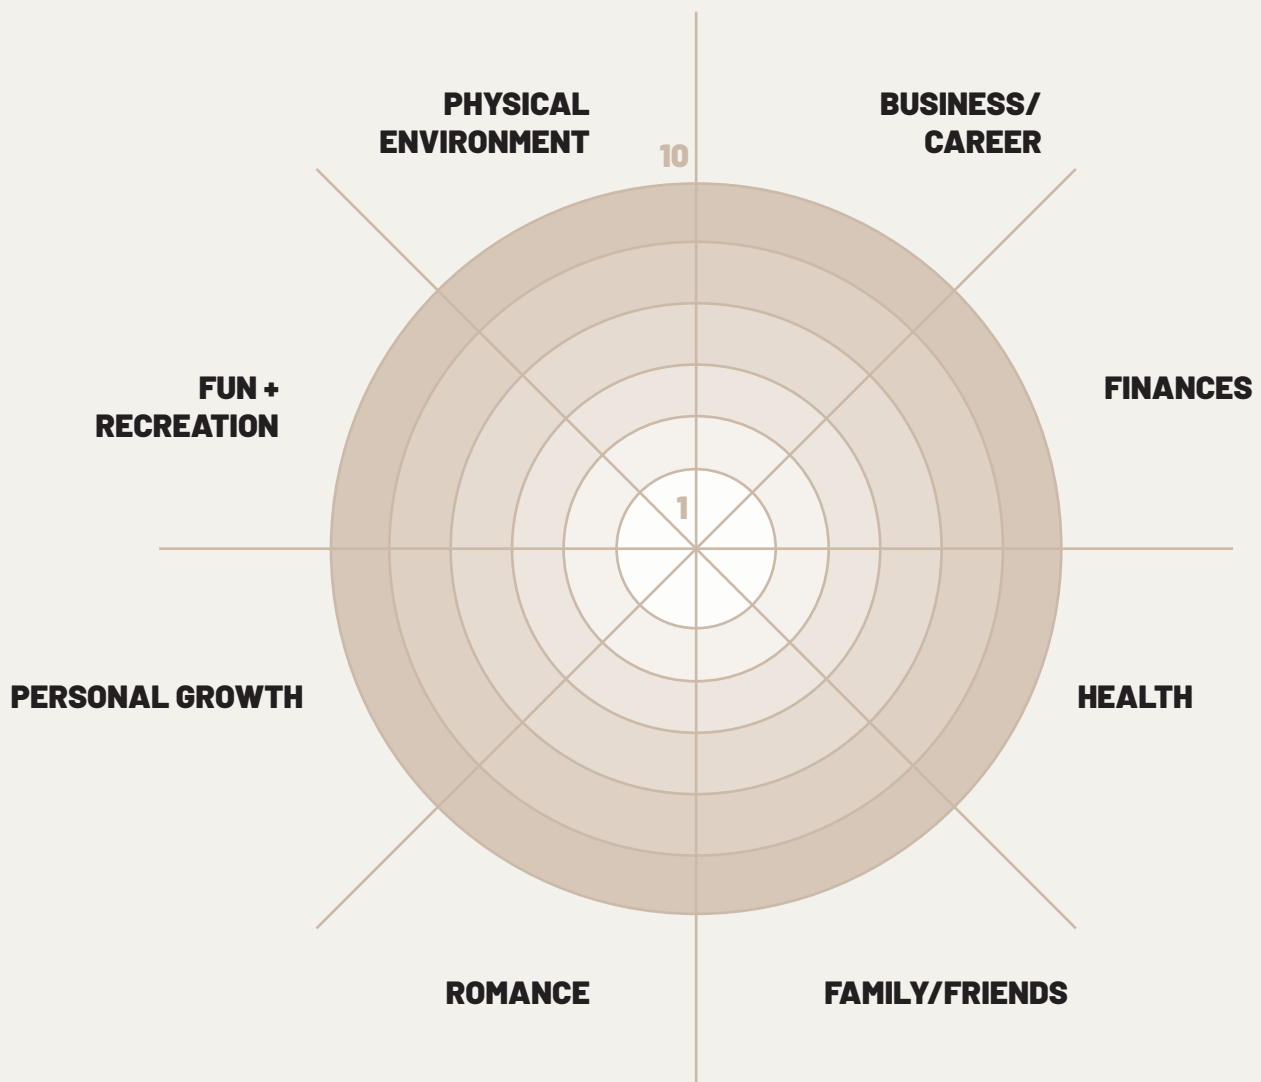 PHYSICAL
ENVIRONMENT
BUSINESS/
CAREER
10
FUN +
RECREATION
FINANCES
1
PERSONAL GROWTH
HEALTH
ROMANCE
FAMILY/FRIENDS